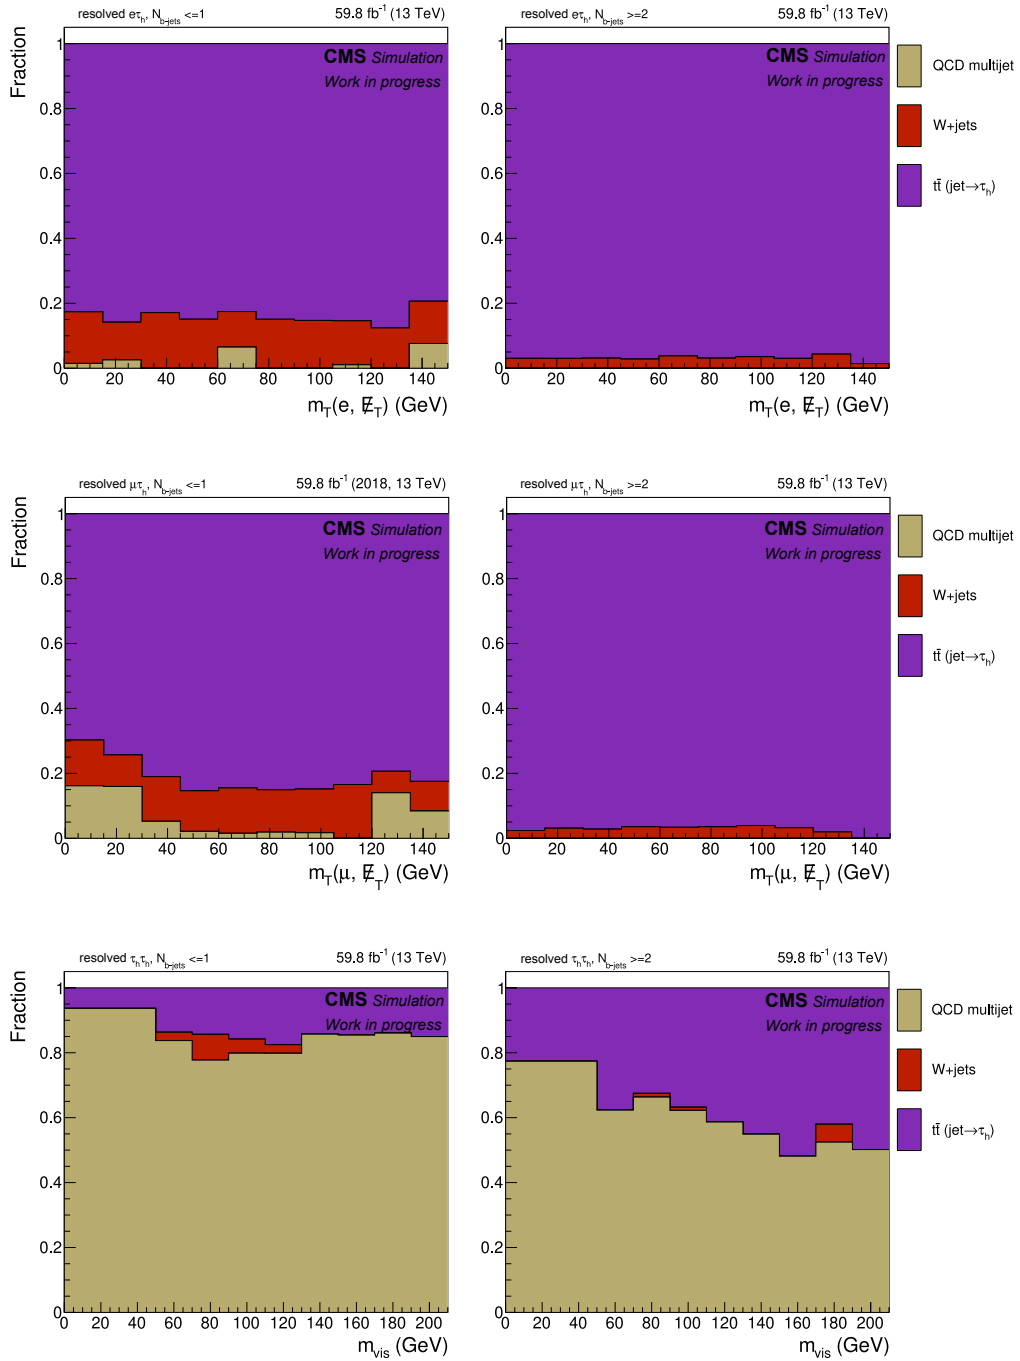 resolved eτh, Nb-jets <=1 59.8 fb-1 (13 TeV)
resolved eτh, Nb-jets >=2 59.8 fb-1 (13 TeV)
CMS Simulation
Work in progress
CMS Simulation
Work in progress
Fraction
1
0.8
0.6
0.4
0.2
0
0 20 40 60 80 100 120 140
mT(e, E̸T) (GeV)
1
0.8
0.6
0.4
0.2
0
0 20 40 60 80 100 120 140
mT(e, E̸T) (GeV)
QCD multijet
W+jets
tt̄ (jet→τh)
resolved μτh, Nb-jets <=1 59.8 fb-1 (2018, 13 TeV)
resolved μτh, Nb-jets >=2 59.8 fb-1 (13 TeV)
CMS Simulation
Work in progress
CMS Simulation
Work in progress
Fraction
1
0.8
0.6
0.4
0.2
0
0 20 40 60 80 100 120 140
mT(μ, E̸T) (GeV)
1
0.8
0.6
0.4
0.2
0
0 20 40 60 80 100 120 140
mT(μ, E̸T) (GeV)
QCD multijet
W+jets
tt̄ (jet→τh)
resolved τhτh, Nb-jets <=1 59.8 fb-1 (13 TeV)
resolved τhτh, Nb-jets >=2 59.8 fb-1 (13 TeV)
CMS Simulation
Work in progress
CMS Simulation
Work in progress
Fraction
1
0.8
0.6
0.4
0.2
0
0 20 40 60 80 100 120 140 160 180 200
mvis (GeV)
1
0.8
0.6
0.4
0.2
0
0 20 40 60 80 100 120 140 160 180 200
mvis (GeV)
QCD multijet
W+jets
tt̄ (jet→τh)